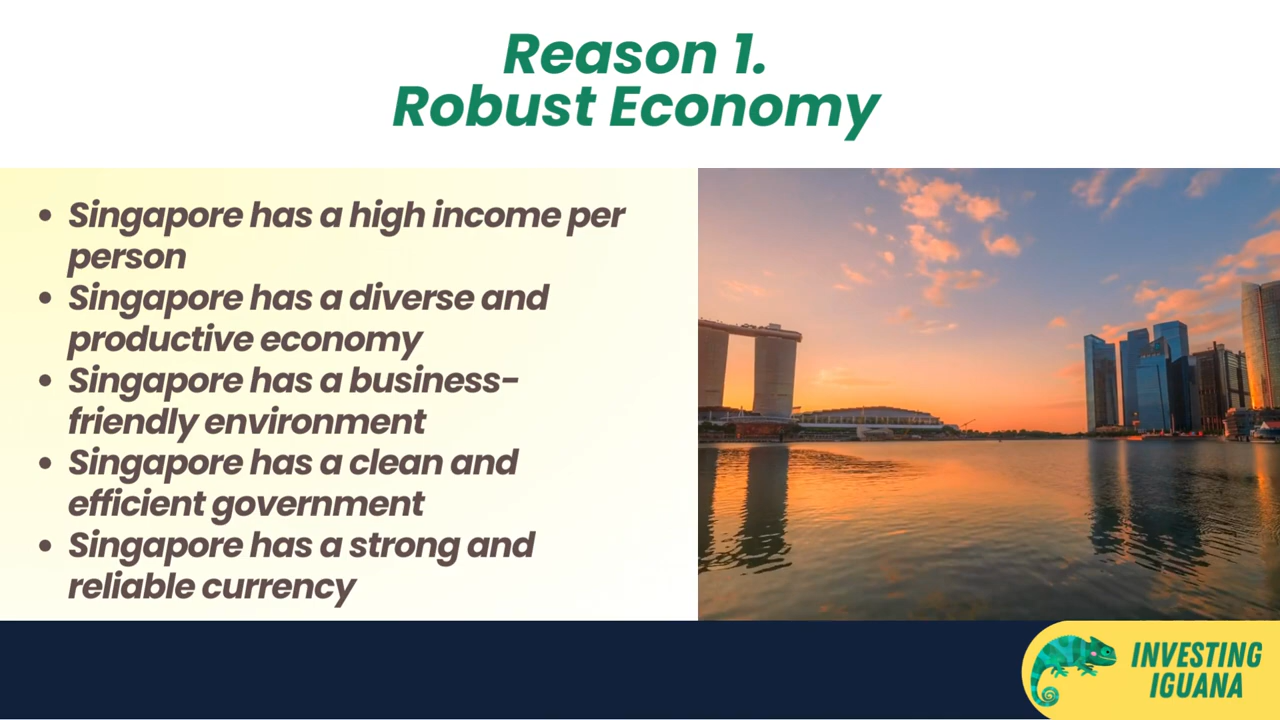 Reason 1.
Robust Economy
• Singapore has a high income per
person
• Singapore has a diverse and
productive economy
• Singapore has a business-
friendly environment
• Singapore has a clean and
efficient government
• Singapore has a strong and
reliable currency
INVESTING
IGUANA